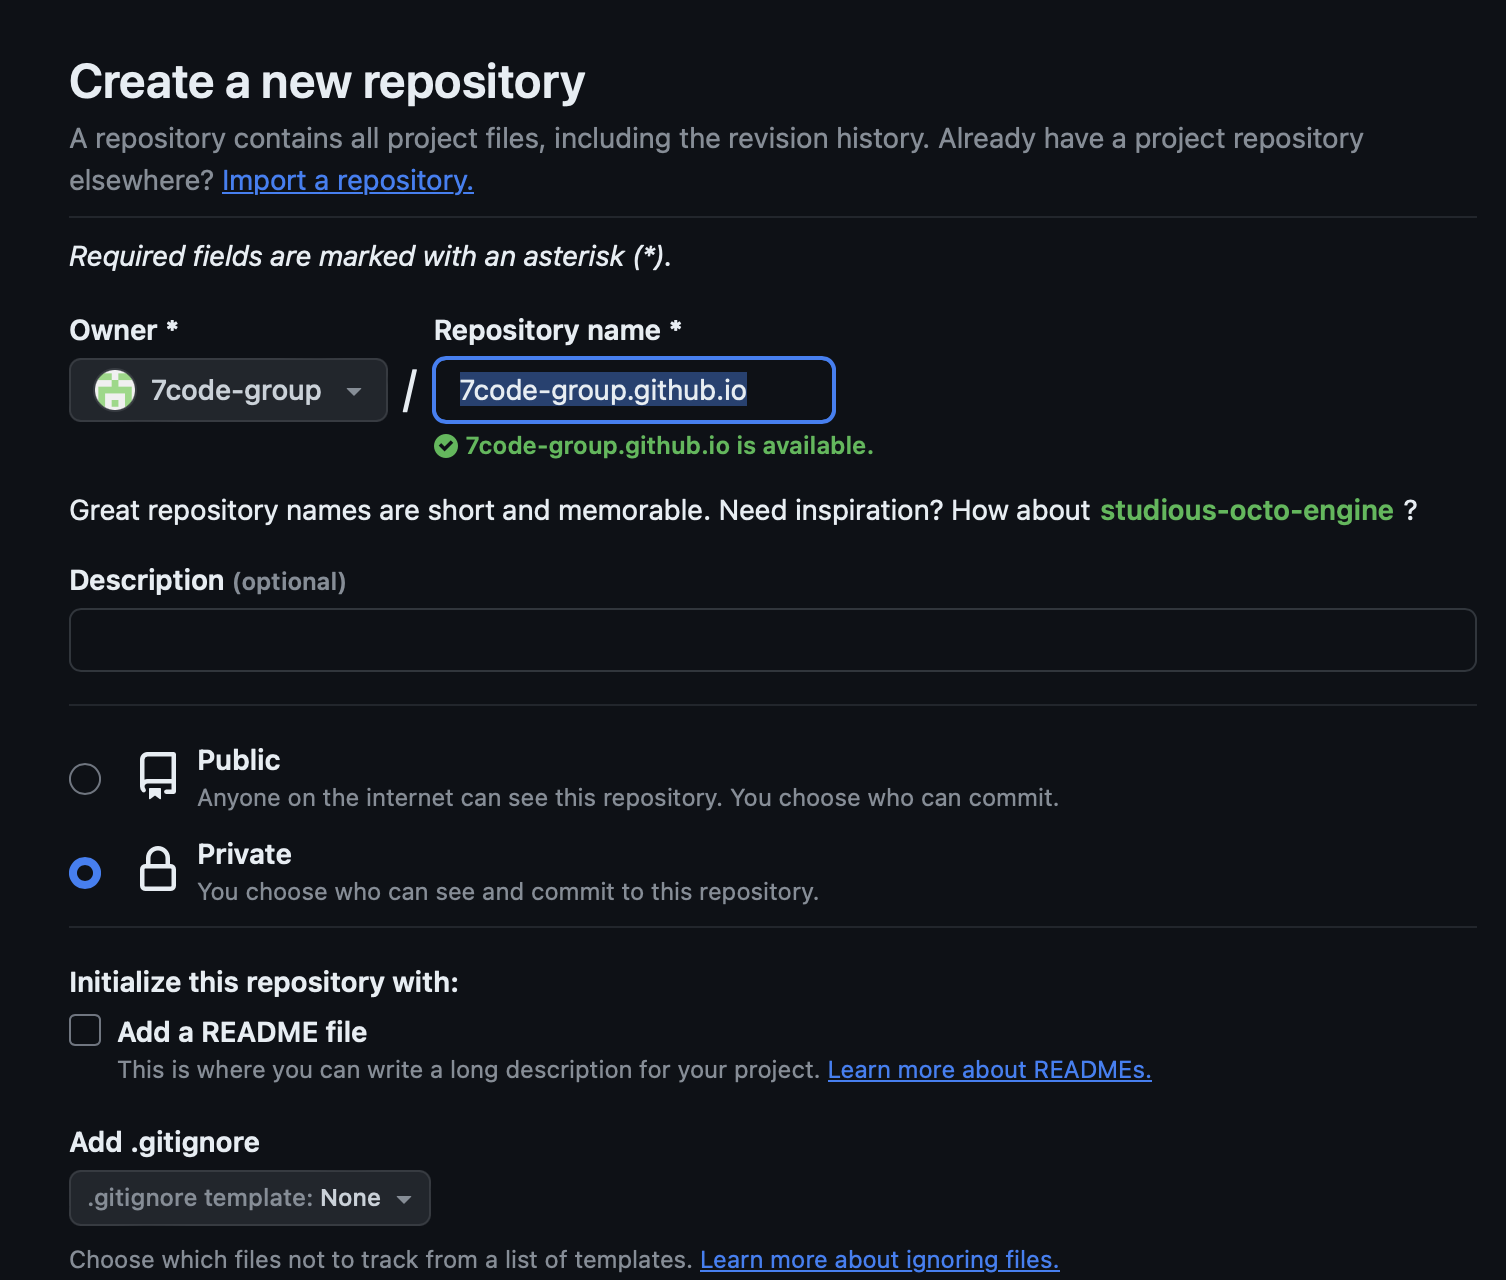 Create a new repository
A repository contains all project files, including the revision history. Already have a project repository
elsewhere? Import a repository.
Required fields are marked with an asterisk (*).
Owner * Repository name *
7code-group / 7code-group.github.io
7code-group.github.io is available.
Great repository names are short and memorable. Need inspiration? How about studious-octo-engine ?
Description (optional)
Public
Anyone on the internet can see this repository. You choose who can commit.
Private
You choose who can see and commit to this repository.
Initialize this repository with:
Add a README file
This is where you can write a long description for your project. Learn more about READMEs.
Add .gitignore
.gitignore template: None
Choose which files not to track from a list of templates. Learn more about ignoring files.